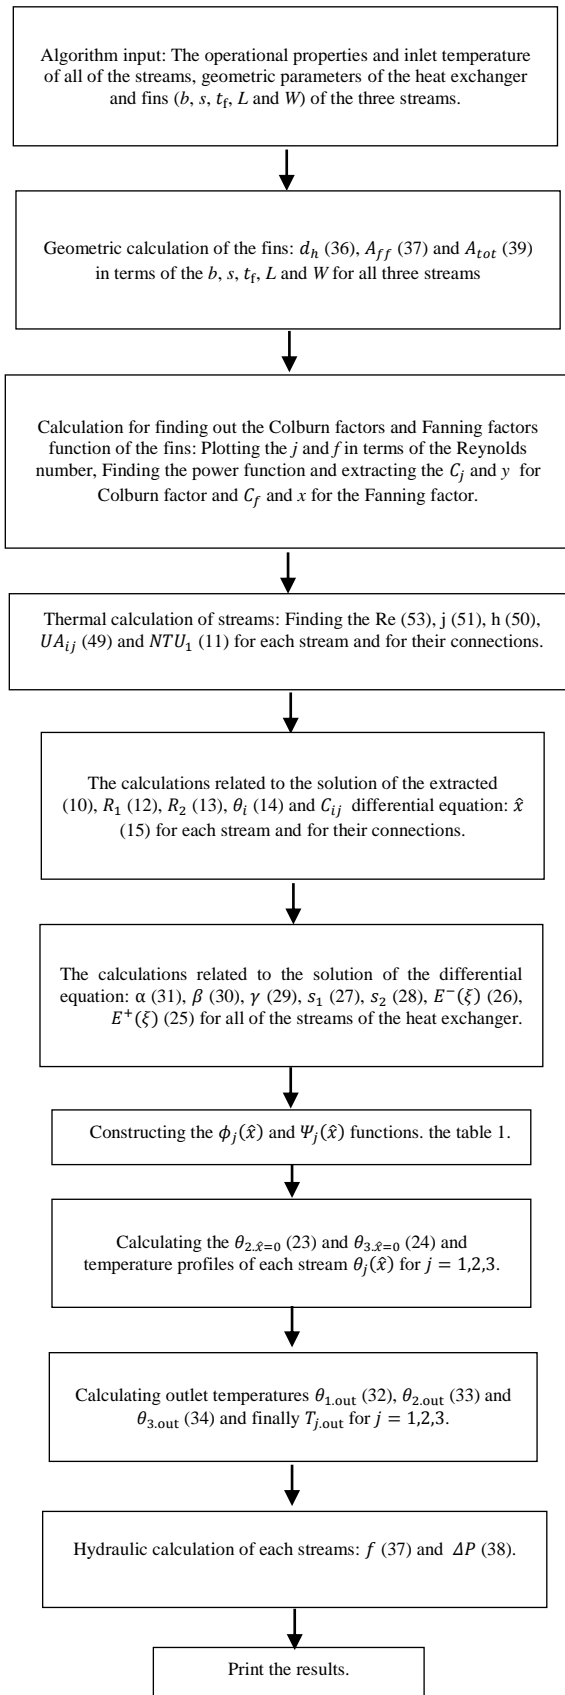 Algorithm input: The operational properties and inlet temperature
of all of the streams, geometric parameters of the heat exchanger
and fins (b, s, t_f, L and W) of the three streams.
Geometric calculation of the fins: d_h (36), A_ff (37) and A_tot (39)
in terms of the b, s, t_f, L and W for all three streams
Calculation for finding out the Colburn factors and Fanning factors
function of the fins: Plotting the j and f in terms of the Reynolds
number, Finding the power function and extracting the C_j and y for
Colburn factor and C_f and x for the Fanning factor.
Thermal calculation of streams: Finding the Re (53), j (51), h (50),
UA_ij (49) and NTU_1 (11) for each stream and for their connections.
The calculations related to the solution of the extracted
(10), R_1 (12), R_2 (13), θ_i (14) and C_ij differential equation: x̂
(15) for each stream and for their connections.
The calculations related to the solution of the differential
equation: α (31), β (30), γ (29), s_1 (27), s_2 (28), E^−(ξ) (26),
E^+(ξ) (25) for all of the streams of the heat exchanger.
Constructing the ϕ_j(x̂) and Ψ_j(x̂) functions. the table 1.
Calculating the θ_2.x̂=0 (23) and θ_3.x̂=0 (24) and
temperature profiles of each stream θ_j(x̂) for j = 1,2,3.
Calculating outlet temperatures θ_1.out (32), θ_2.out (33) and
θ_3.out (34) and finally T_j.out for j = 1,2,3.
Hydraulic calculation of each streams: f (37) and ΔP (38).
Print the results.